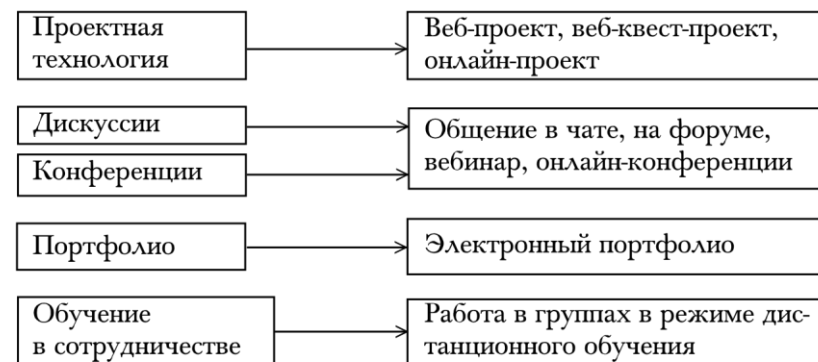 Проектная
технология
Веб-проект, веб-квест-проект,
онлайн-проект
Дискуссии
Конференции
Общение в чате, на форуме,
вебинар, онлайн-конференции
Портфолио
Электронный портфолио
Обучение
в сотрудничестве
Работа в группах в режиме дис-
танционного обучения